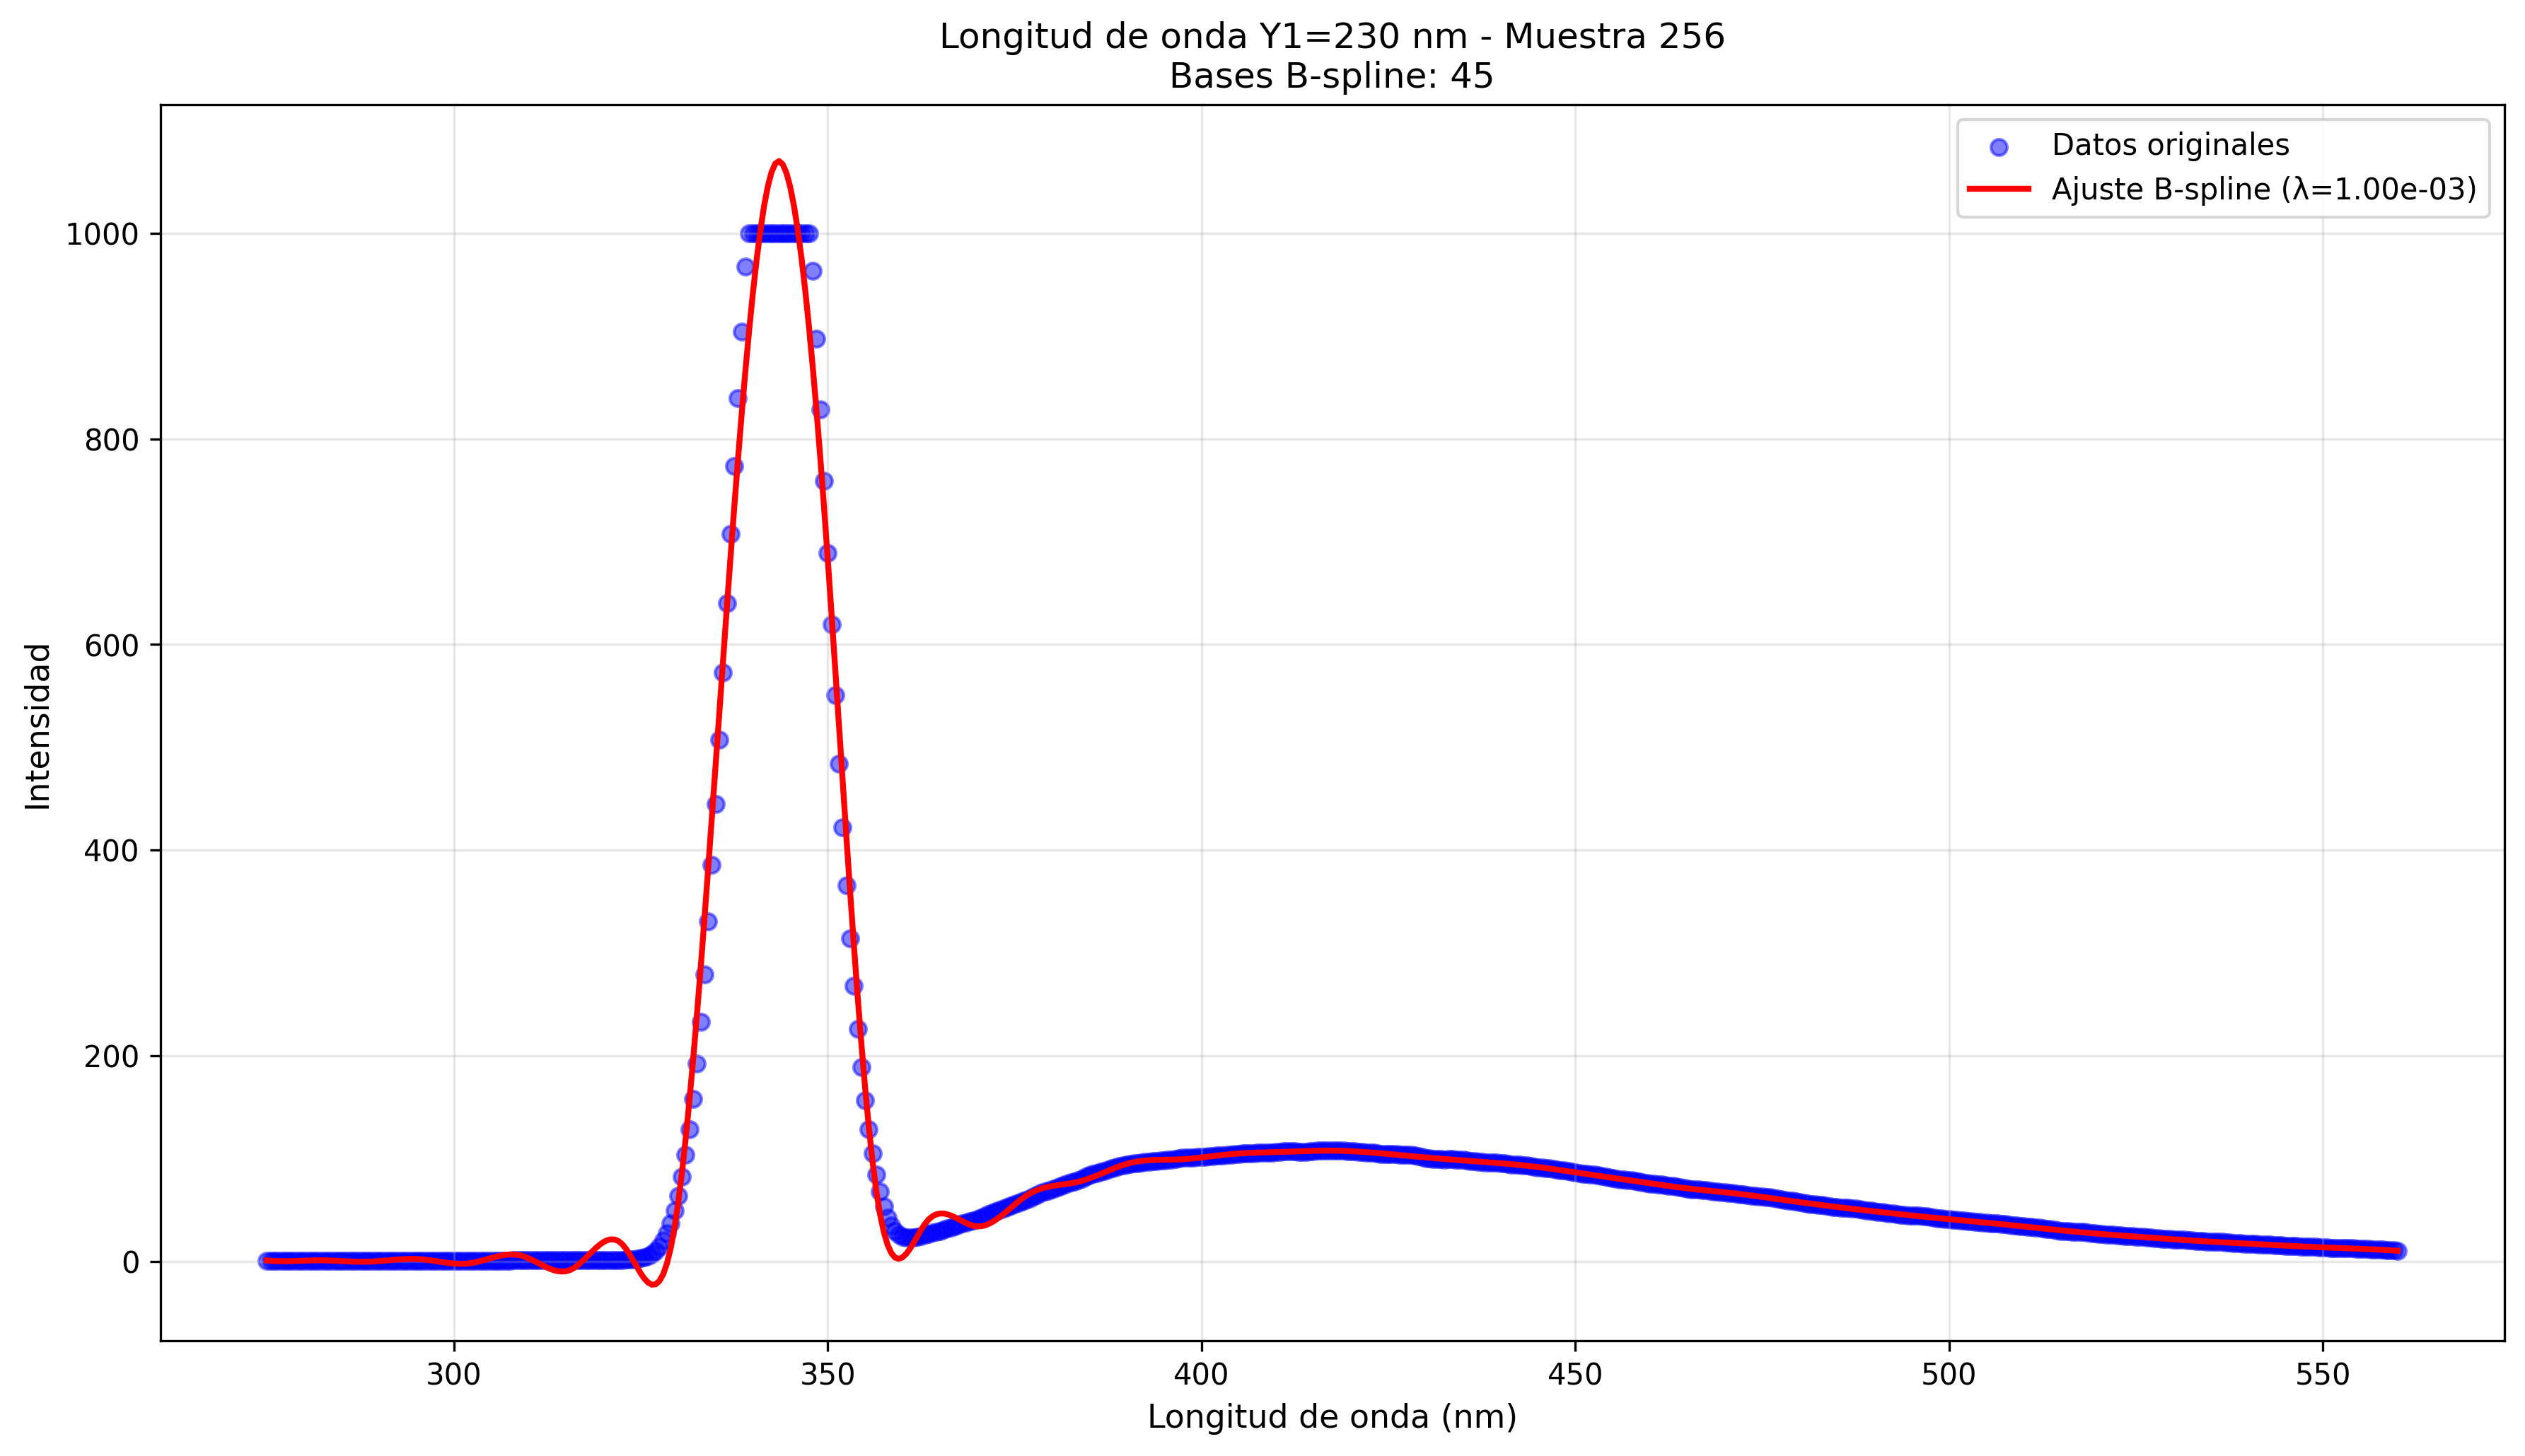 Longitud de onda Y1=230 nm - Muestra 256
Bases B-spline: 45
Datos originales
Ajuste B-spline (λ=1.00e-03)
Intensidad
1000
800
600
400
200
0
300
350
400
450
500
550
Longitud de onda (nm)